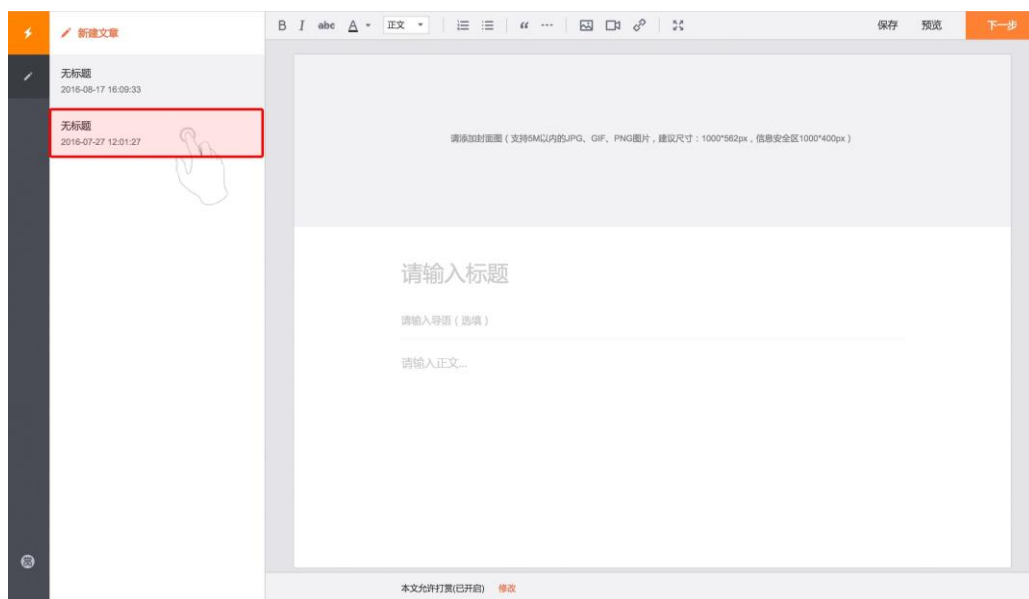 新建文章
B I abc A 正文
保存 预览 下一步
无标题
2016-08-17 16:09:33
无标题
2016-07-27 12:01:27
请添加封面图（支持5M以内的JPG、GIF、PNG图片，建议尺寸：1000*562px，信息安全区1000*400px）
请输入标题
请输入导语（选填）
请输入正文...
本文允许打赏(已开启) 修改